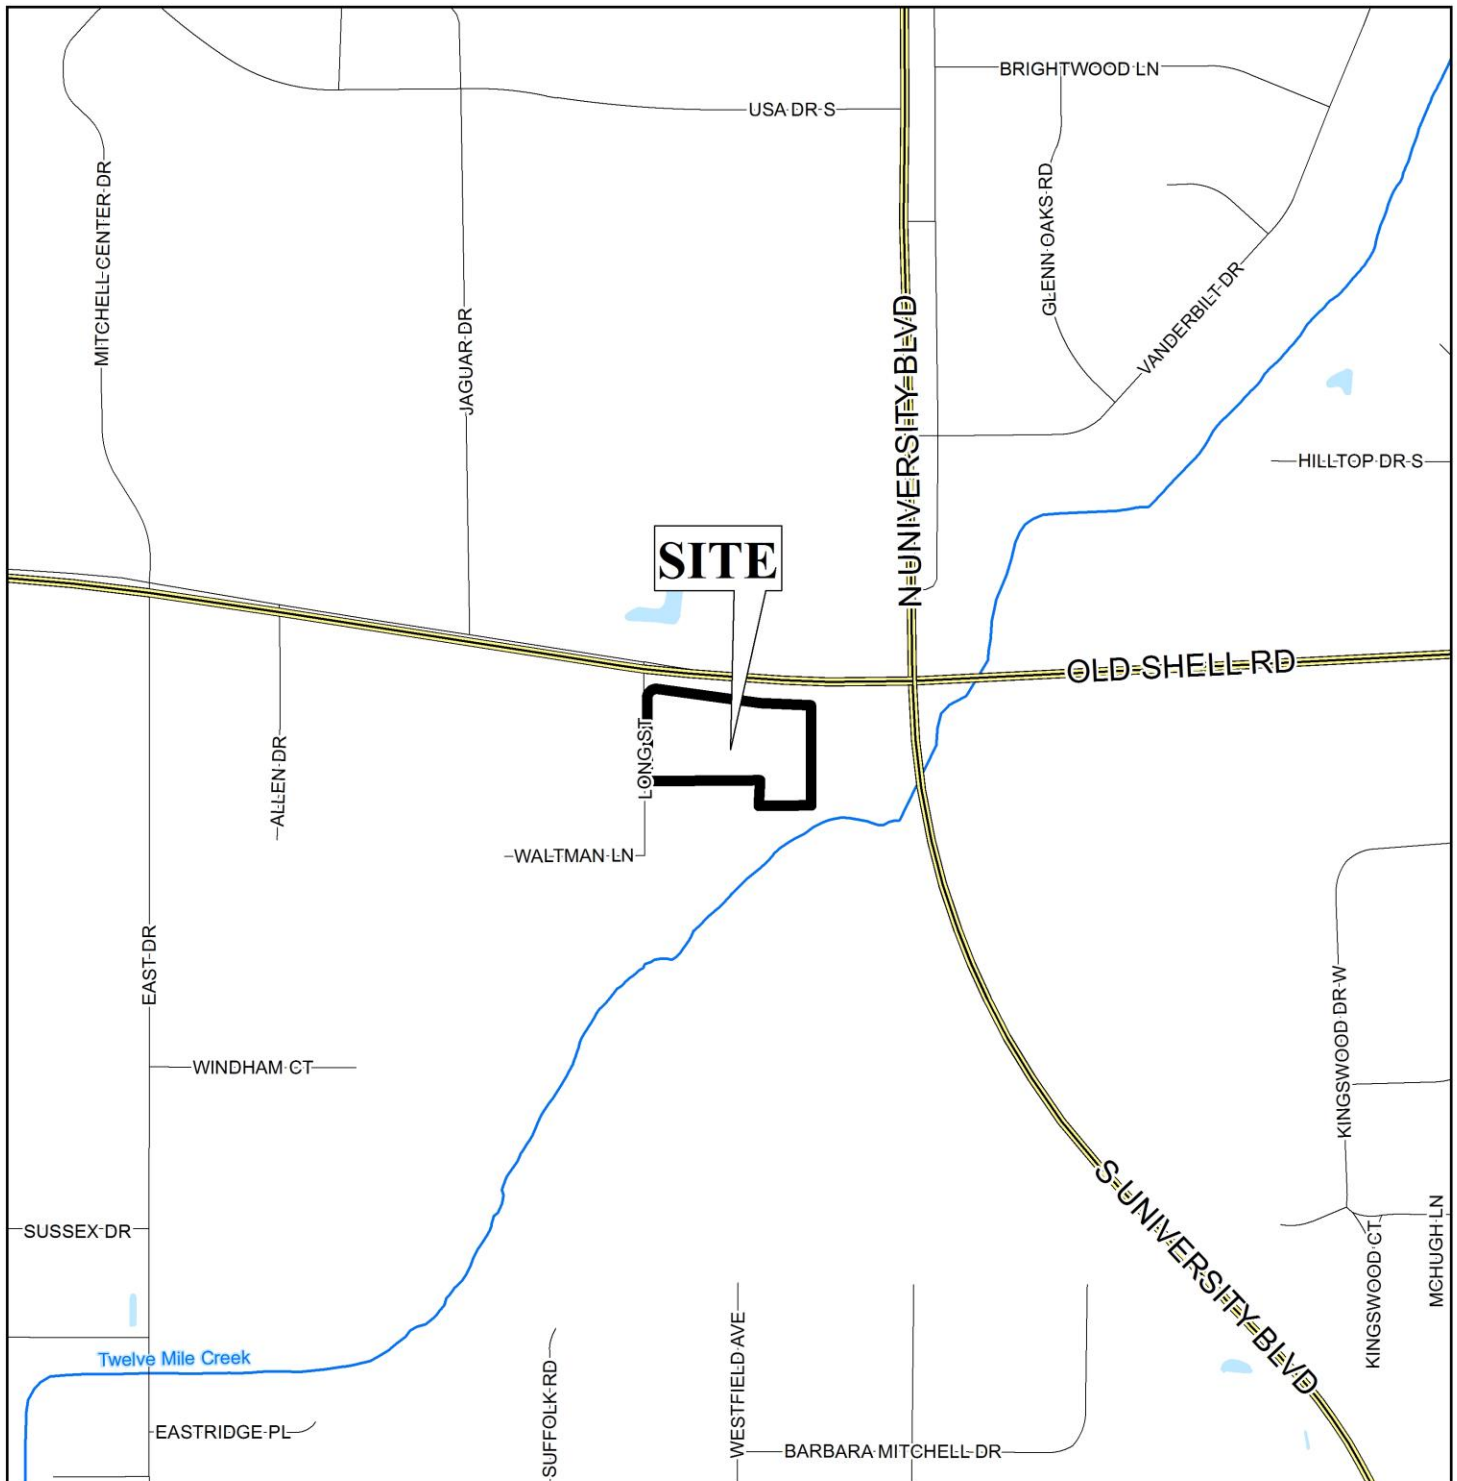 BRIGHTWOOD LN
USA DR S
MITCHELL CENTER DR
GLENN OAKS RD
VANDERBILT DR
JAGUAR DR
N UNIVERSITY BLVD
HILLTOP DR S
SITE
OLD SHELL RD
LONG ST
ALLEN DR
WALTMAN LN
EAST DR
KINGSWOOD DR W
WINDHAM CT
S UNIVERSITY BLVD
SUSSEX DR
MCHUGH LN
KINGSWOOD CT
Twelve Mile Creek
WESTFIELD AVE
SUFFOLK RD
EASTRIDGE PL
BARBARA MITCHELL DR